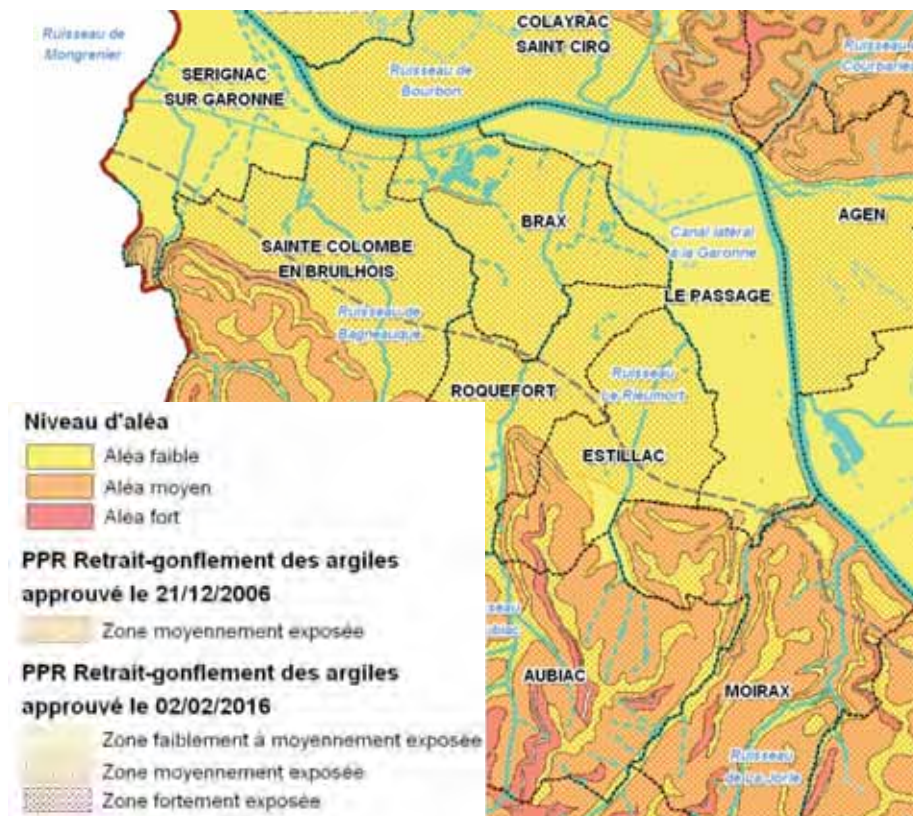 Ruisseau de
Mongrenier
COLAYRAC
SAINT CIRQ
Ruisseau
Courbarieu
SERIGNAC
SUR GARONNE
Ruisseau de
Bourbon
BRAX
AGEN
Canal latéral
à la Garonne
SAINTE COLOMBE
EN BRUILHOIS
LE PASSAGE
Ruisseau de
Bagneauque
Ruisseau
Le Rieumort
ROQUEFORT
ESTILLAC
AUBIAC
MOIRAX
Ruisseau
de La Jorle
Niveau d'aléa
Aléa faible
Aléa moyen
Aléa fort
PPR Retrait-gonflement des argiles
approuvé le 21/12/2006
Zone moyennement exposée
PPR Retrait-gonflement des argiles
approuvé le 02/02/2016
Zone faiblement à moyennement exposée
Zone moyennement exposée
Zone fortement exposée